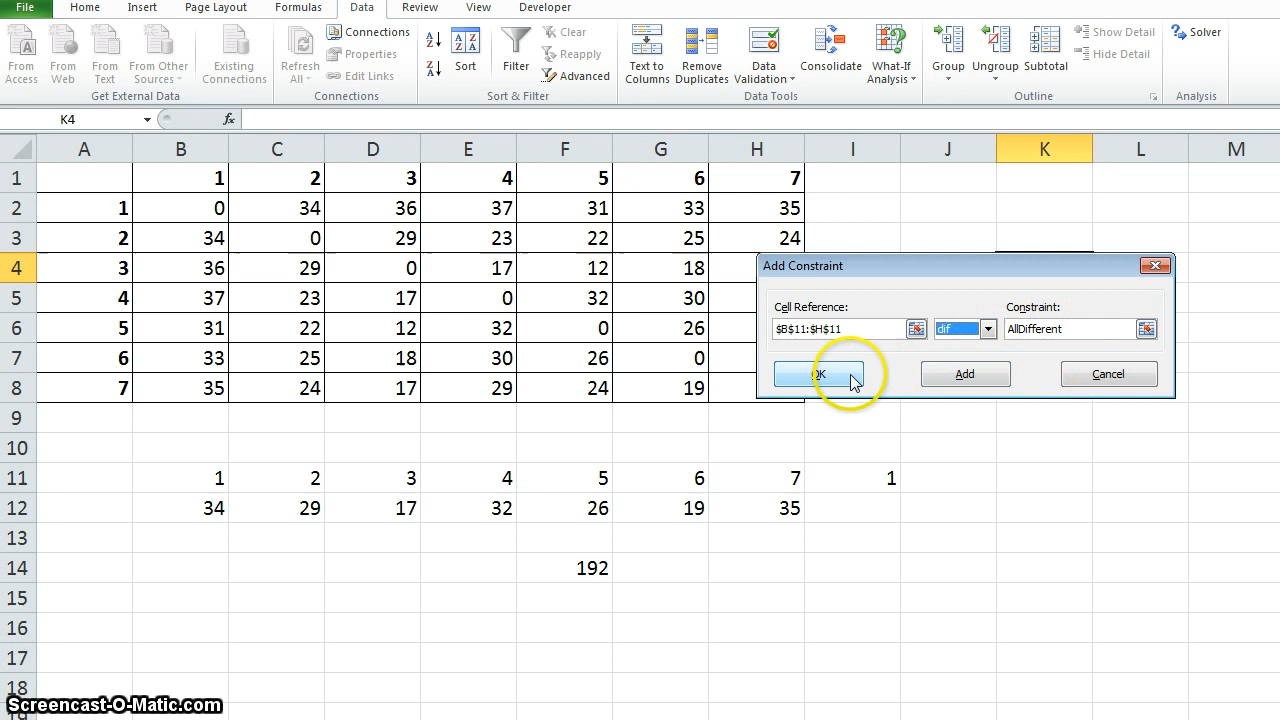 File Home Insert Page Layout Formulas Data Review View Developer
From Access
From Web
From Text
From Other Sources
Existing Connections
Get External Data
Refresh All
Connections
Properties
Edit Links
Connections
Sort
Filter
Clear
Reapply
Advanced
Sort & Filter
Text to Columns
Remove Duplicates
Data Validation
Consolidate
What-If Analysis
Data Tools
Group
Ungroup
Subtotal
Show Detail
Hide Detail
Outline
Solver
Analysis
K4 fx
A B C D E F G H I J K L M
1 1 2 3 4 5 6 7
2 1 0 34 36 37 31 33 35
3 2 34 0 29 23 22 25 24
4 3 36 29 0 17 12 18
5 4 37 23 17 0 32 30
6 5 31 22 12 32 0 26
7 6 33 25 18 30 26 0
8 7 35 24 17 29 24 19
9
10
11 1 2 3 4 5 6 7 1
12 34 29 17 32 26 19 35
13
14 192
15
16
17
18
Add Constraint
Cell Reference: Constraint:
$B$11:$H$11 dif AllDifferent
OK Add Cancel
Screencast-O-Matic.com